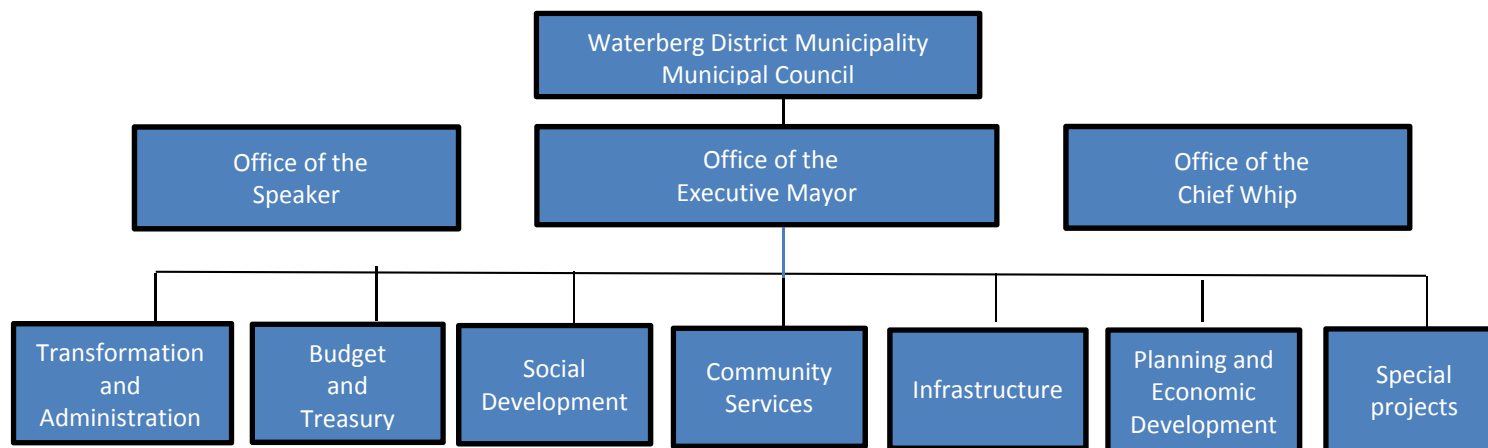 Waterberg District Municipality
Municipal Council
Office of the
Speaker
Office of the
Executive Mayor
Office of the
Chief Whip
Transformation
and
Administration
Budget
and
Treasury
Social
Development
Community
Services
Infrastructure
Planning and
Economic
Development
Special
projects